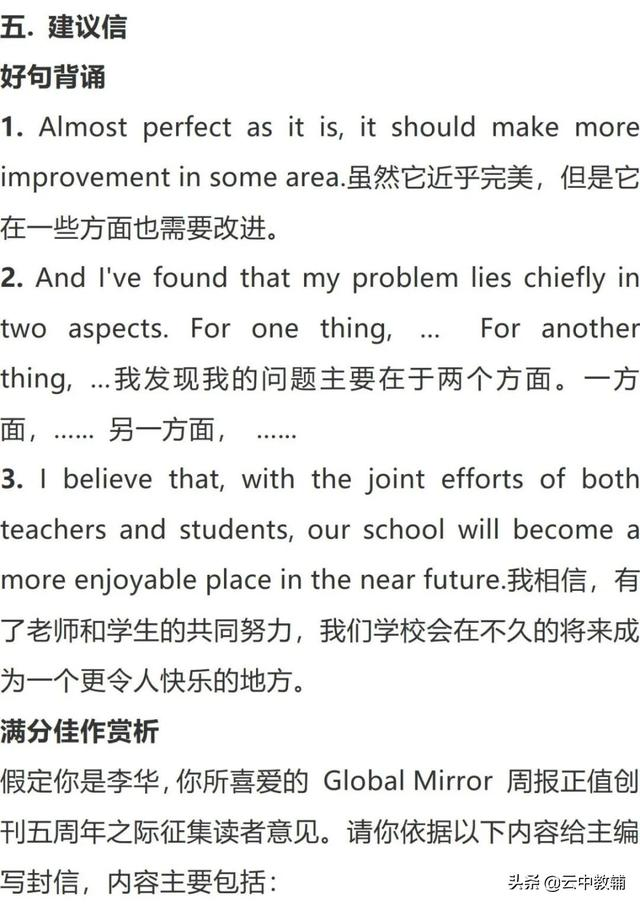 五. 建议信
好句背诵
1. Almost perfect as it is, it should make more
improvement in some area.虽然它近乎完美，但是它
在一些方面也需要改进。
2. And I've found that my problem lies chiefly in
two aspects. For one thing, … For another
thing, …我发现我的问题主要在于两个方面。一方
面，…… 另一方面， ……
3. I believe that, with the joint efforts of both
teachers and students, our school will become a
more enjoyable place in the near future.我相信，有
了老师和学生的共同努力，我们学校会在不久的将来成
为一个更令人快乐的地方。
满分佳作赏析
假定你是李华,你所喜爱的 Global Mirror 周报正值创
刊五周年之际征集读者意见。请你依据以下内容给主编
写封信，内容主要包括：
头条 @云中教辅